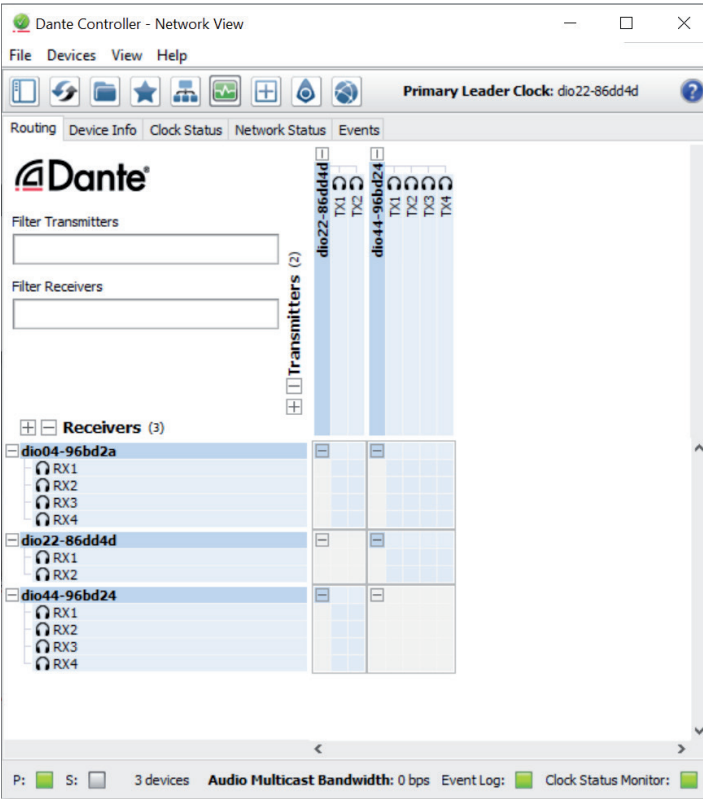 Dante Controller - Network View
File Devices View Help
Primary Leader Clock: dio22-86dd4d
?
Routing Device Info Clock Status Network Status Events
Dante®
Filter Transmitters
Filter Receivers
Transmitters (2)
dio22-86dd4d
TX1
TX2
dio44-96bd24
TX1
TX2
TX3
TX4
Receivers (3)
dio04-96bd2a
RX1
RX2
RX3
RX4
dio22-86dd4d
RX1
RX2
dio44-96bd24
RX1
RX2
RX3
RX4
P: S: 3 devices Audio Multicast Bandwidth: 0 bps Event Log: Clock Status Monitor: